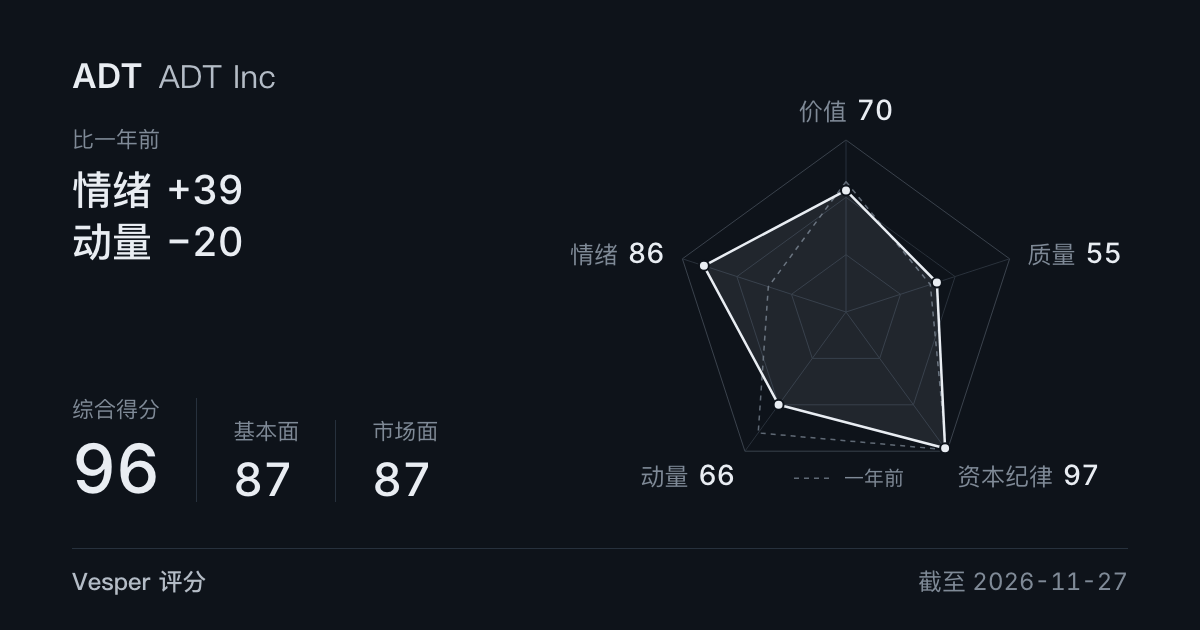 ADT ADT Inc
比一年前
情绪 +39
动量 −20
综合得分
96
基本面
87
市场面
87
价值 70
情绪 86
质量 55
动量 66
一年前
资本纪律 97
Vesper 评分
截至 2026-11-27